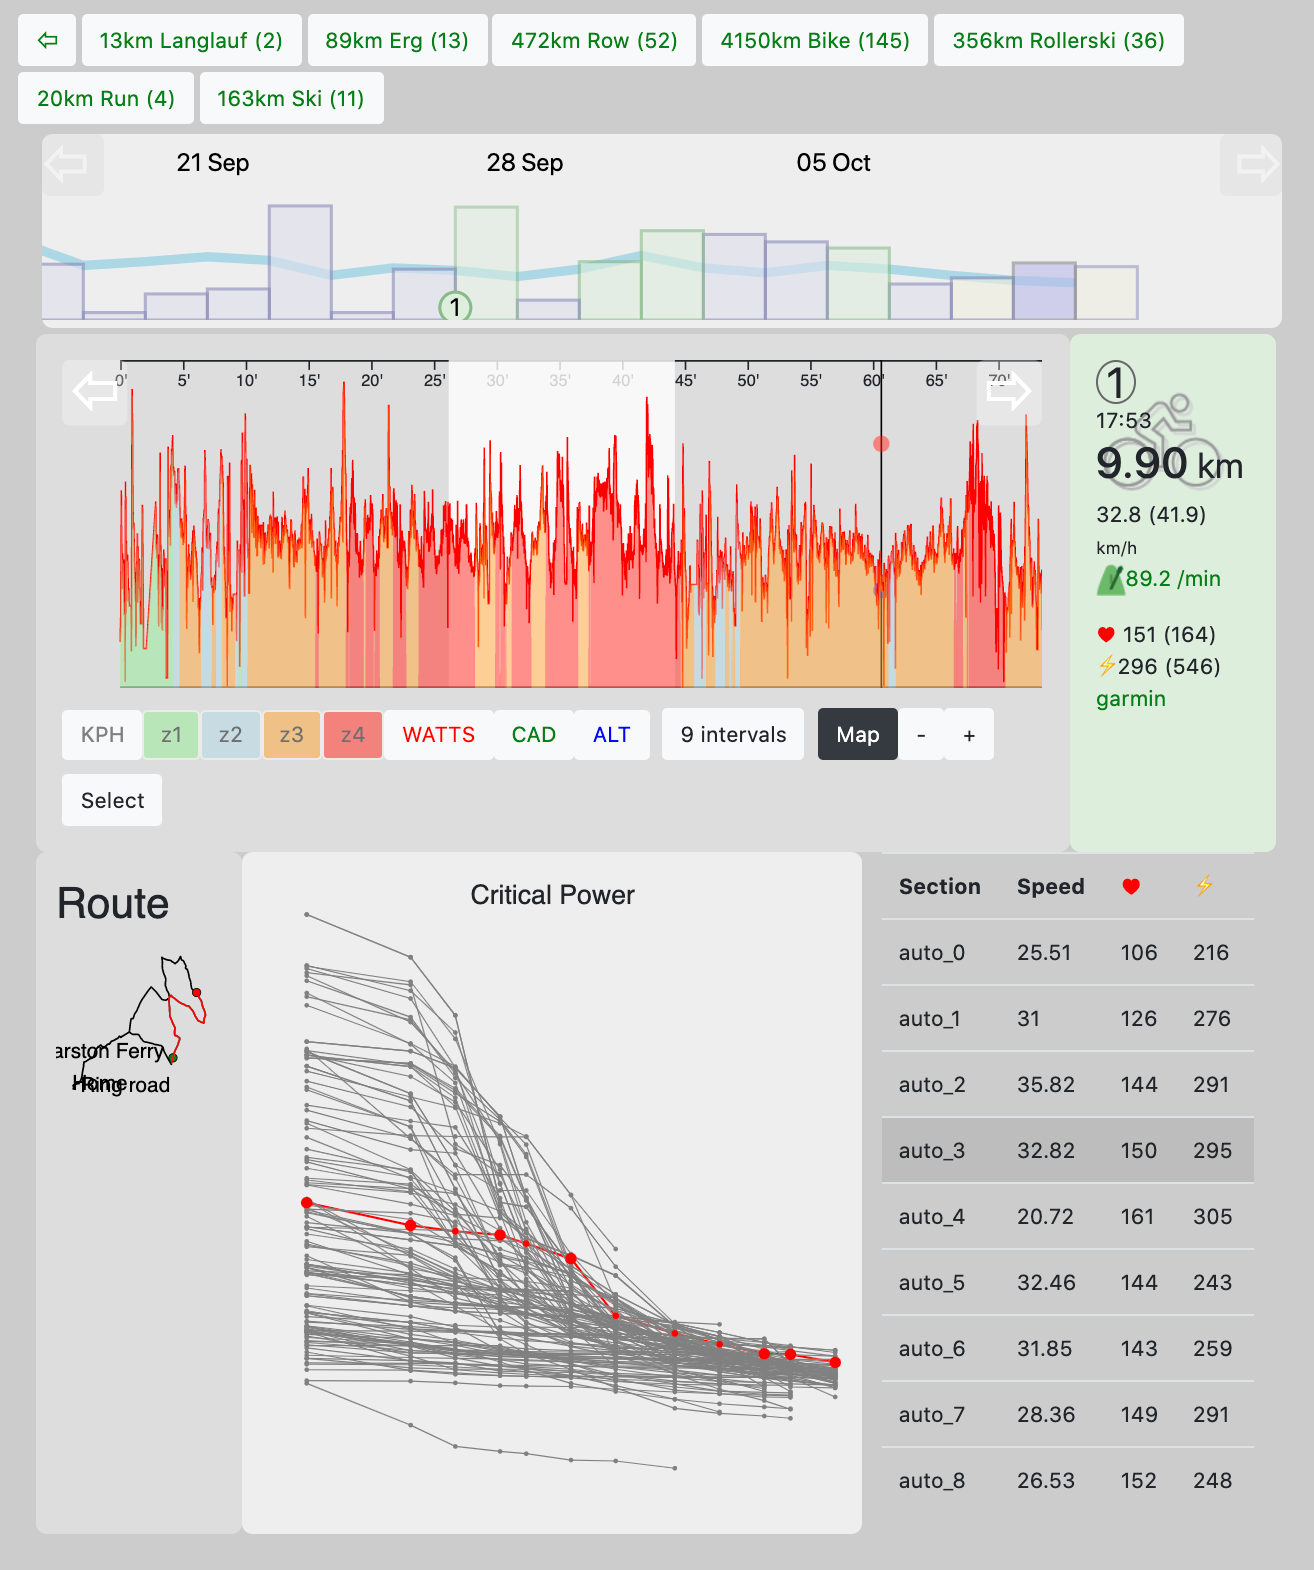 13km Langlauf (2) 89km Erg (13) 472km Row (52) 4150km Bike (145) 356km Rollerski (36)
20km Run (4) 163km Ski (11)
21 Sep 28 Sep 05 Oct
1
0' 5' 10' 15' 20' 25' 30' 35' 40' 45' 50' 55' 60' 65' 70'
1
17:53
9.90 km
32.8 (41.9)
km/h
89.2 /min
151 (164)
296 (546)
garmin
KPH z1 z2 z3 z4 WATTS CAD ALT 9 intervals Map - +
Select
Route
arston Ferry
Home
Ring road
Critical Power
Section Speed
auto_0 25.51 106 216
auto_1 31 126 276
auto_2 35.82 144 291
auto_3 32.82 150 295
auto_4 20.72 161 305
auto_5 32.46 144 243
auto_6 31.85 143 259
auto_7 28.36 149 291
auto_8 26.53 152 248